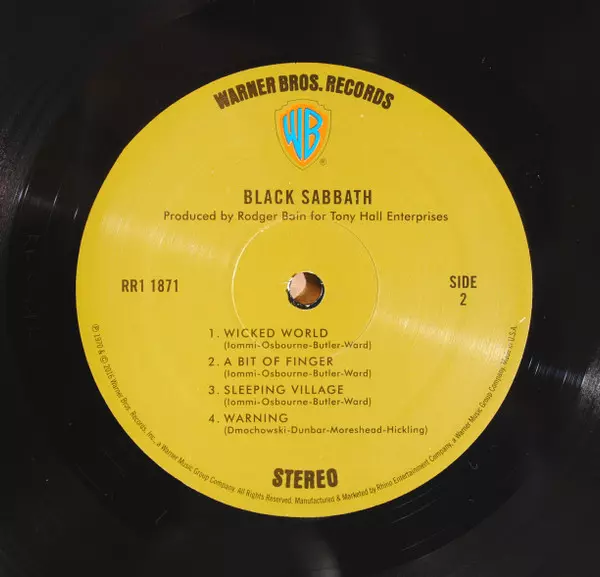 WARNER BROS. RECORDS
WB
®
BLACK SABBATH
Produced by Rodger Bain for Tony Hall Enterprises
RR1 1871
SIDE
2
1. WICKED WORLD
(Iommi-Osbourne-Butler-Ward)
2. A BIT OF FINGER
(Iommi-Osbourne-Butler-Ward)
3. SLEEPING VILLAGE
(Iommi-Osbourne-Butler-Ward)
4. WARNING
(Dmochowski-Dunbar-Moreshead-Hickling)
STEREO
℗ 1970 & © 2016 Warner Bros. Records, Inc., a Warner Music Group Company. All Rights Reserved. Manufactured & Marketed by Rhino Entertainment Company, a Warner Music Group Company. Made in U.S.A.